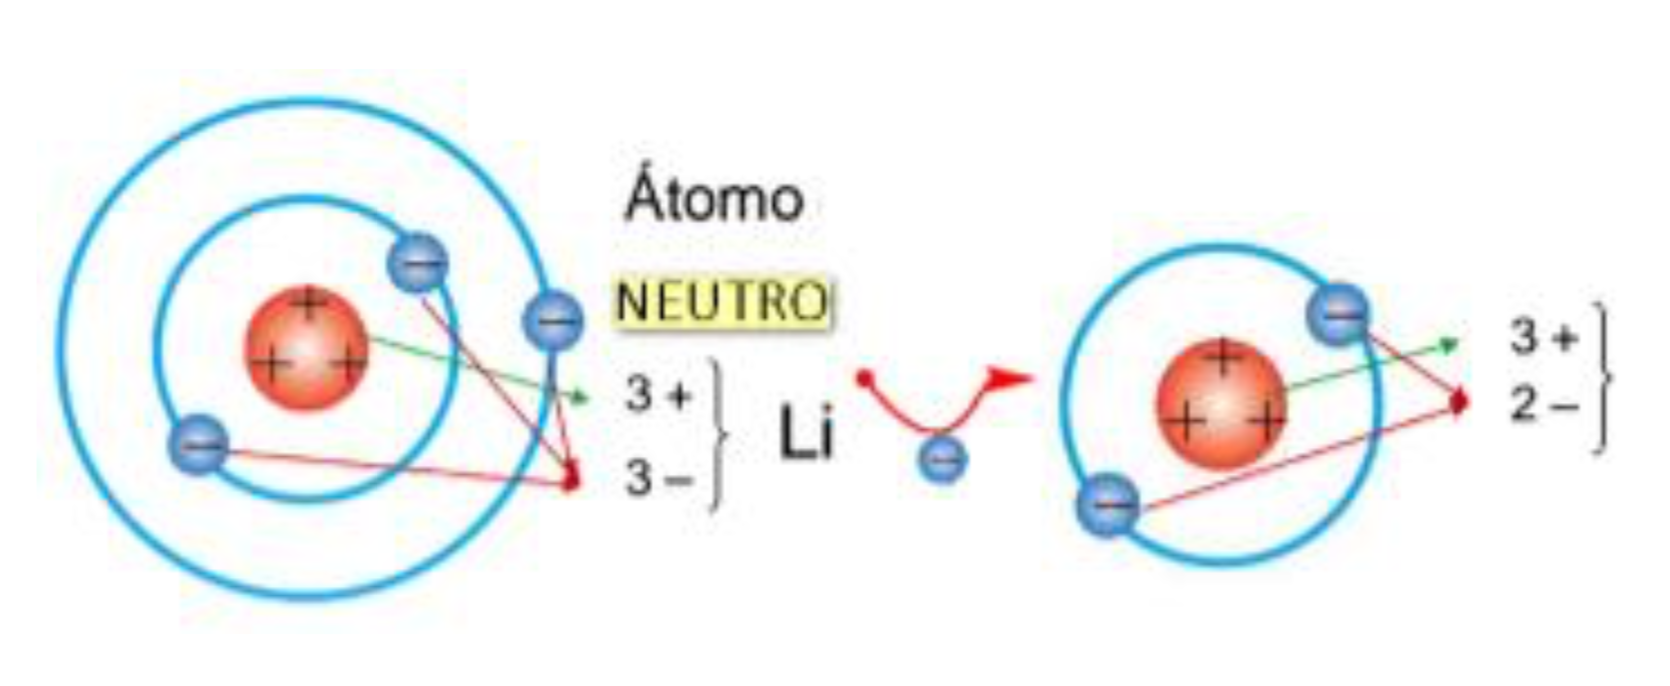 Átomo
NEUTRO
3 +
3 –
Li
3 +
2 –